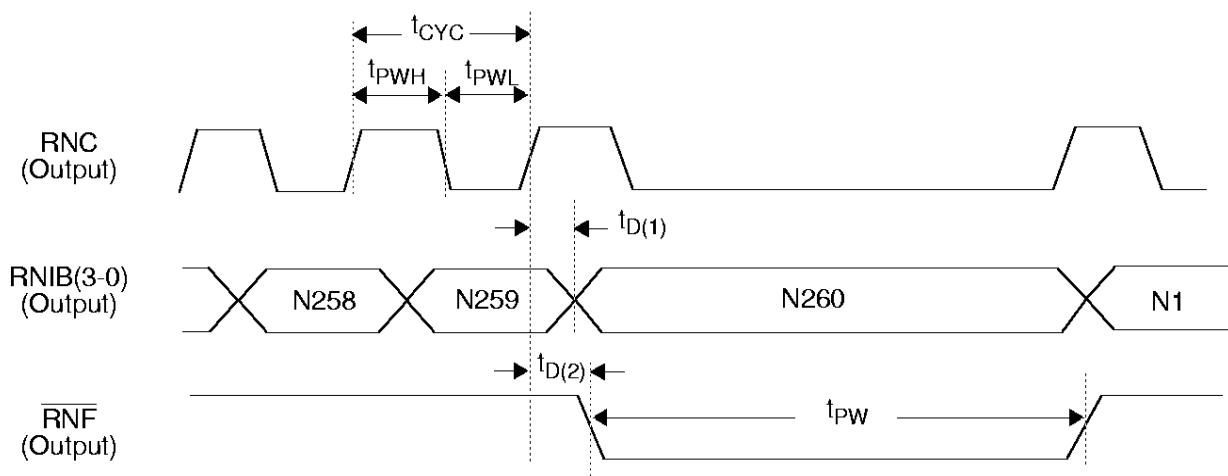 tCYC
tPWH tPWL
RNC
(Output)
tD(1)
RNIB(3-0)
(Output)
N258 N259 N260 N1
tD(2)
RNF
(Output)
tPW